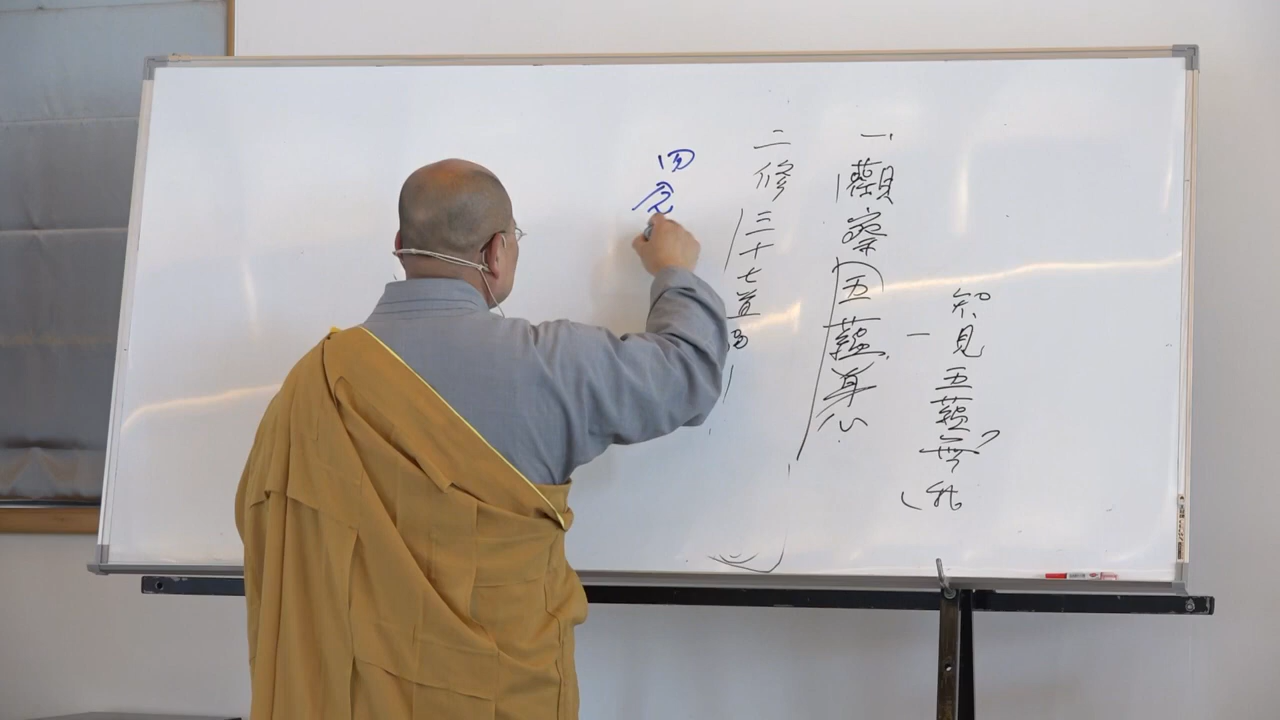 知見五蘊無我
一、觀察五蘊身心
二修三十七道品
四念